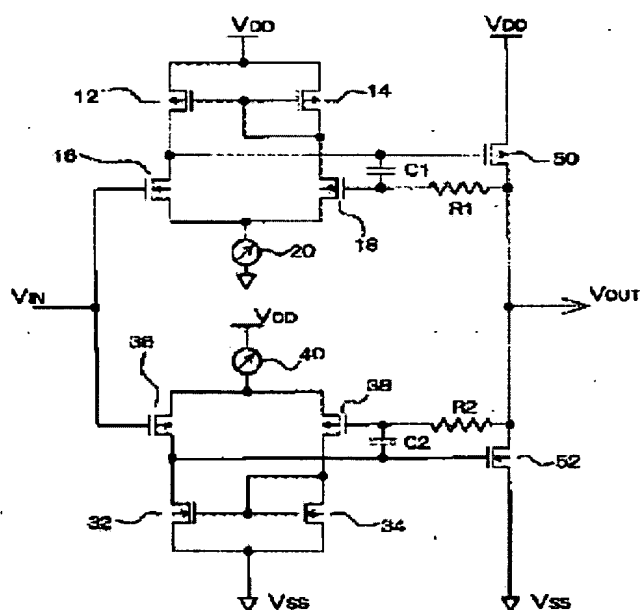 VDD VDD
12 14
16 50
C1
R1
18
20
VIN VOUT
VDD
40
36 38
R2
C2
52
32 34
VSS VSS